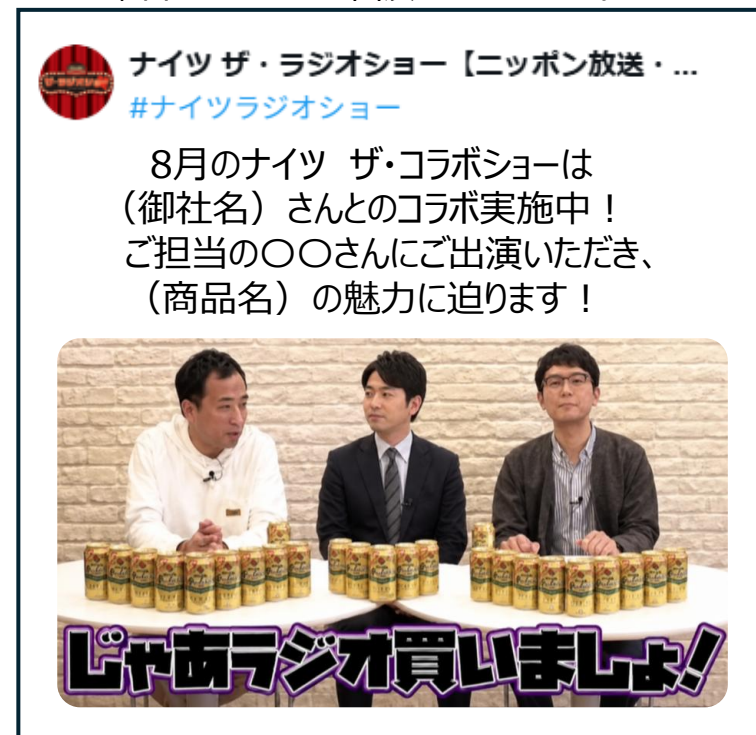 ナイツ ザ・ラジオショー【ニッポン放送・...
#ナイツラジオショー
8月のナイツ ザ・コラボショーは
（御社名）さんとのコラボ実施中！
ご担当の〇〇さんにご出演いただき、
（商品名）の魅力に迫ります！
じゃあラジオ買いましょ!